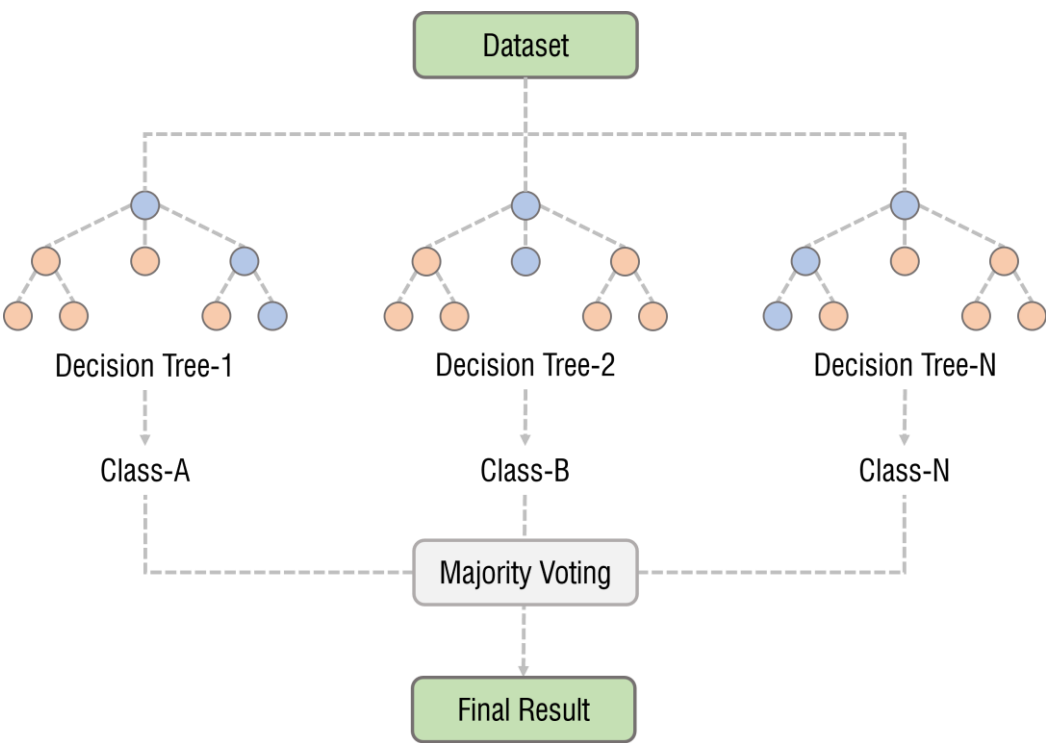 Dataset
Decision Tree-1
Decision Tree-2
Decision Tree-N
Class-A
Class-B
Class-N
Majority Voting
Final Result